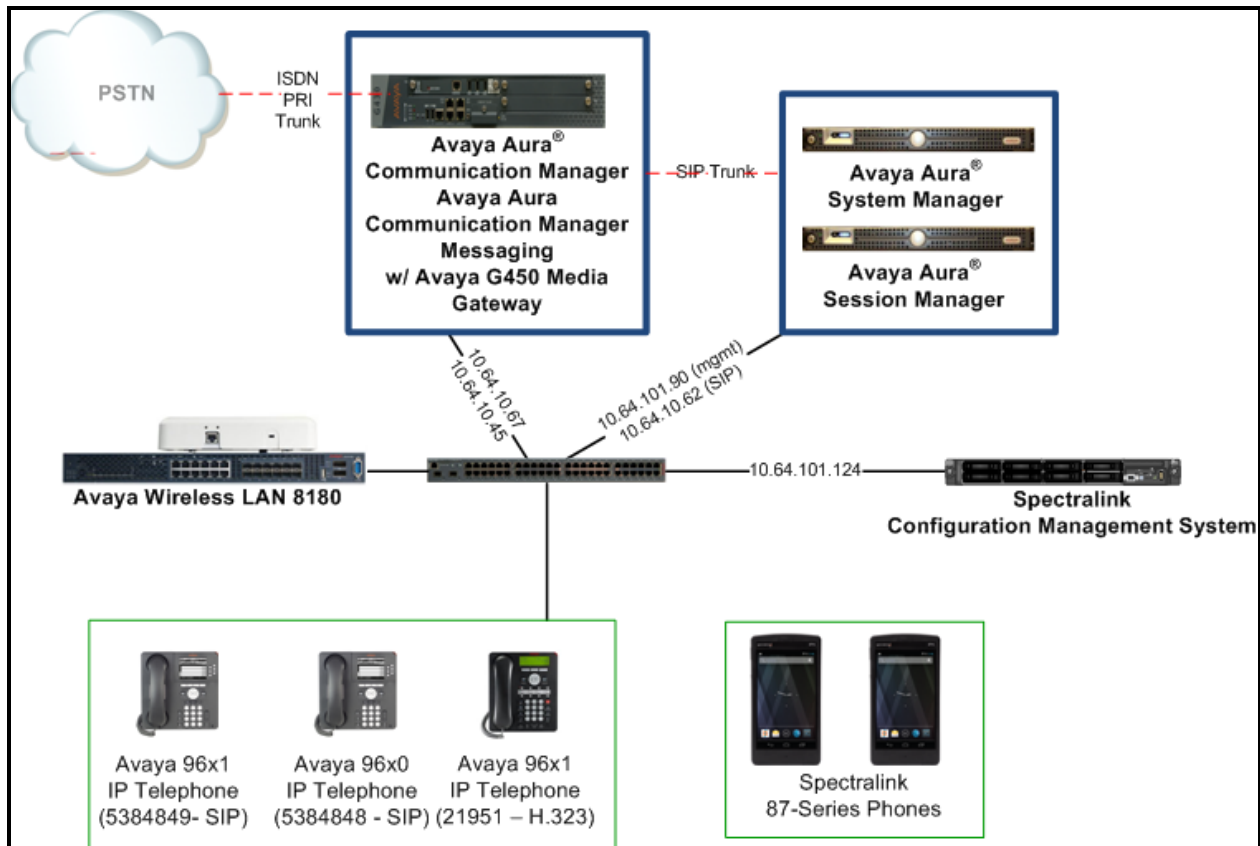 PSTN
ISDN
PRI
Trunk
AVAYA
Avaya Aura®
Communication Manager
Avaya Aura
Communication Manager
Messaging
w/ Avaya G450 Media
Gateway
SIP Trunk
Avaya Aura®
System Manager
Avaya Aura®
Session Manager
10.64.10.67
10.64.10.45
10.64.101.90 (mgmt)
10.64.10.62 (SIP)
Avaya Wireless LAN 8180
10.64.101.124
Spectralink
Configuration Management System
Avaya 96x1
IP Telephone
(5384849- SIP)
Avaya 96x0
IP Telephone
(5384848 - SIP)
Avaya 96x1
IP Telephone
(21951 – H.323)
Spectralink
87-Series Phones